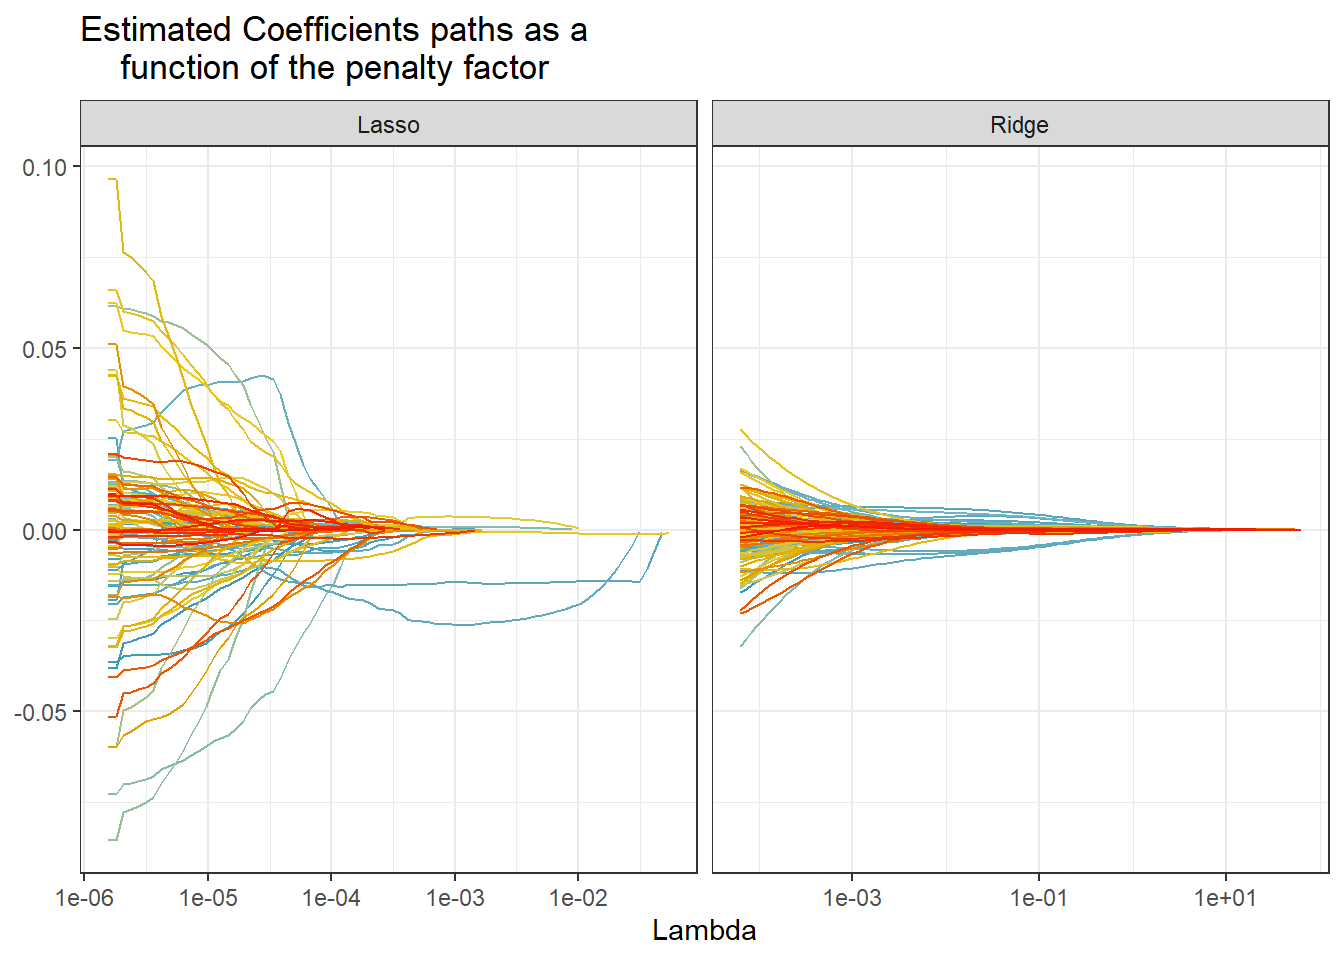 Estimated Coefficients paths as a
function of the penalty factor
Lasso
Ridge
0.10
0.05
0.00
-0.05
1e-06
1e-05
1e-04
1e-03
1e-02
1e-03
1e-01
1e+01
Lambda